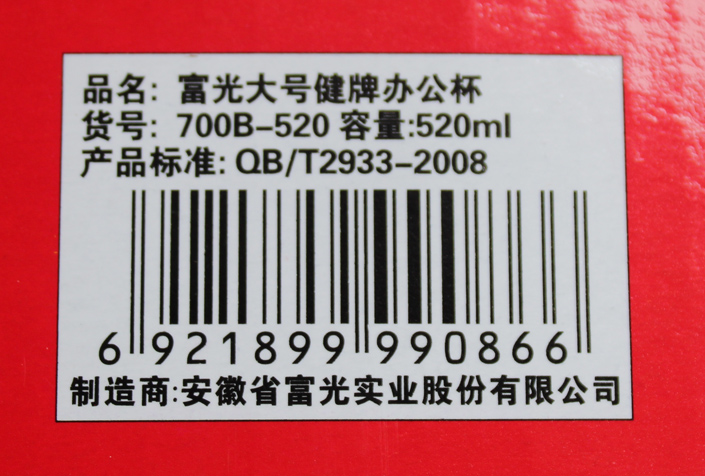 品名: 富光大号健牌办公杯
货号: 700B-520 容量:520ml
产品标准: QB/T2933-2008
6 921899 990866
制造商:安徽省富光实业股份有限公司